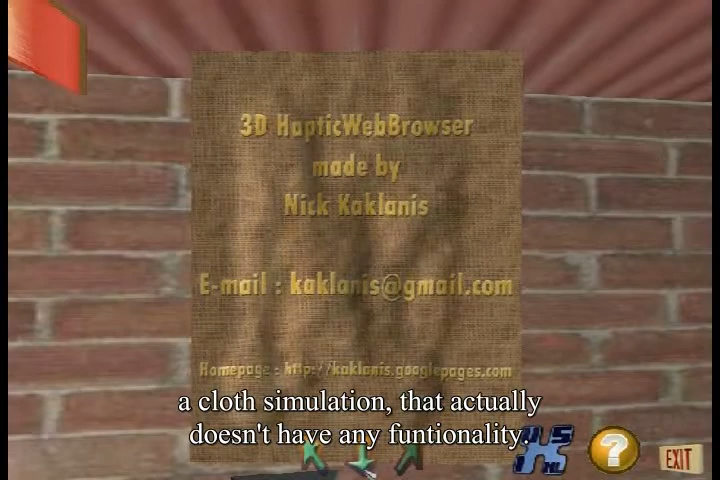 3D HapticWebBrowser
made by
Nick Kaklanis
E-mail : kaklanis@gmail.com
Homepage : http://kaklanis.googlepages.com
a cloth simulation, that actually
doesn't have any funtionality.
?
EXIT